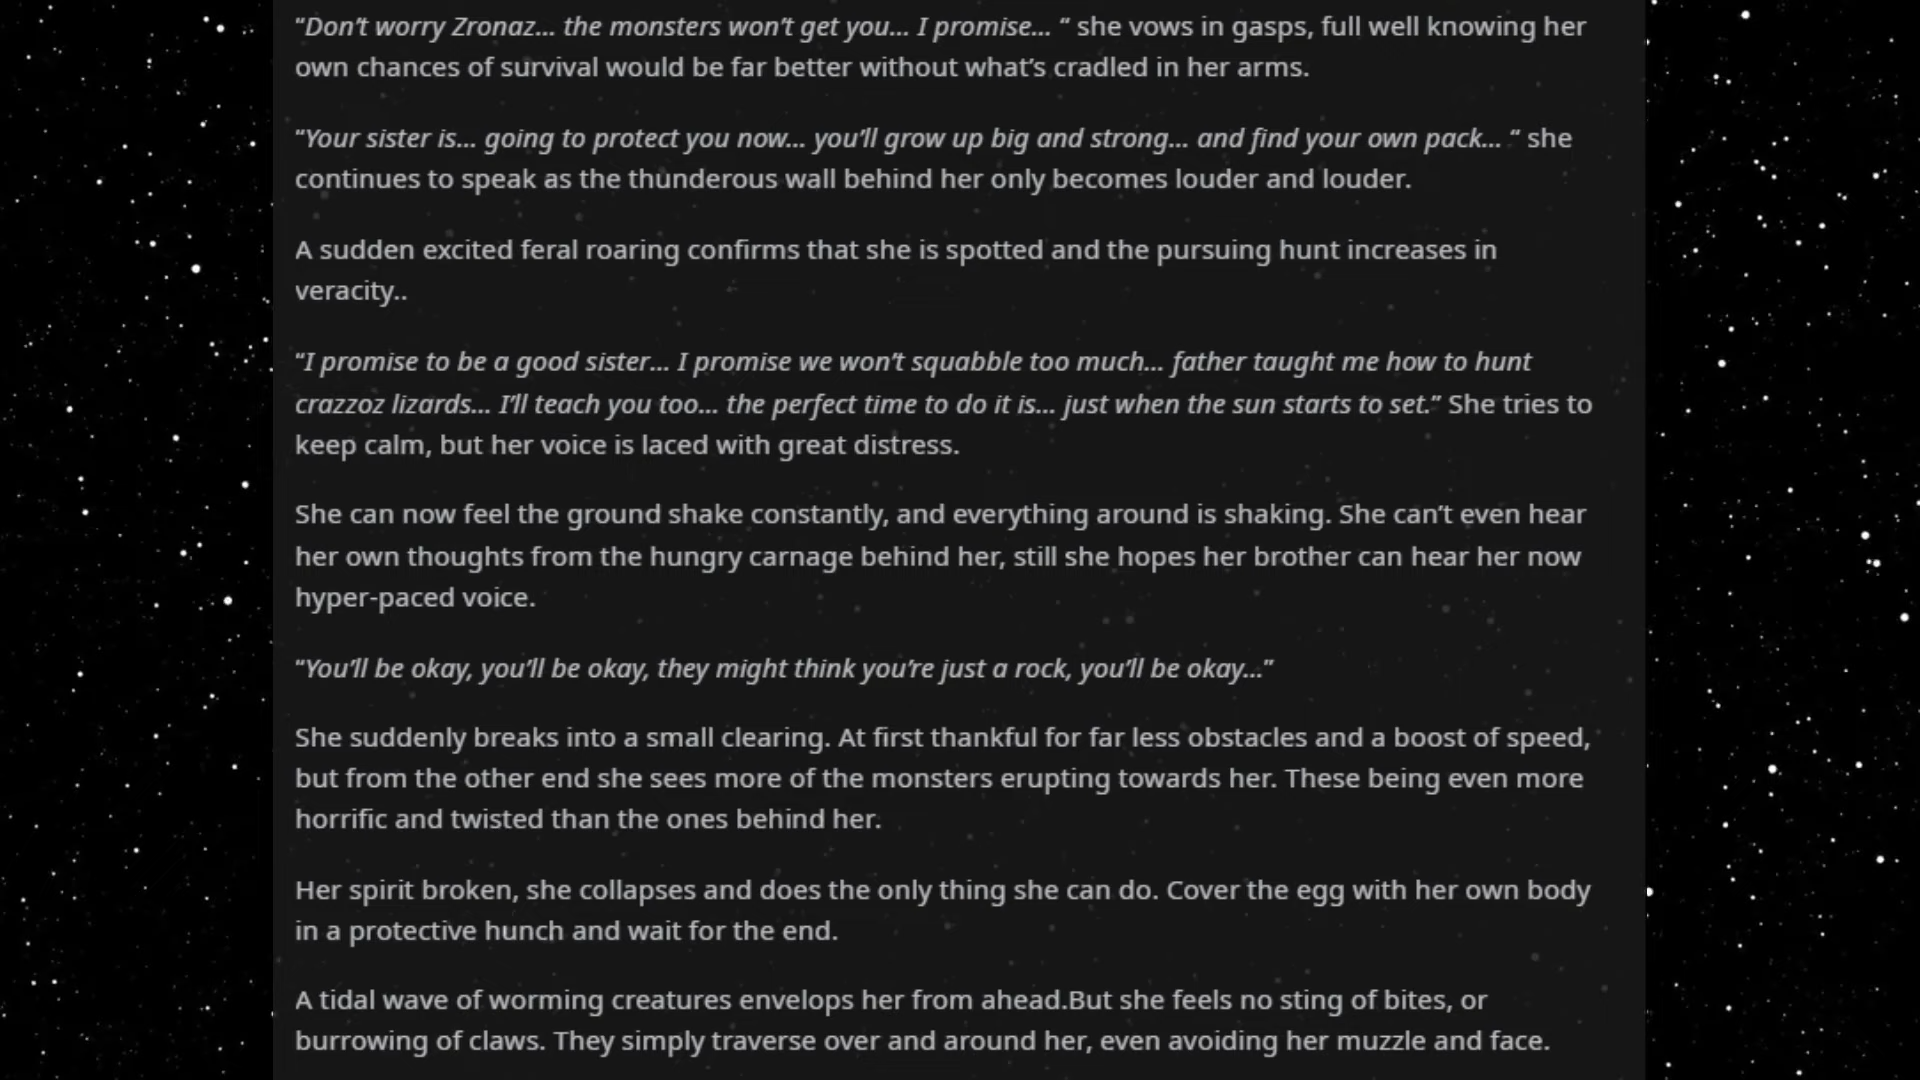 “Don’t worry Zronaz... the monsters won’t get you... I promise... “ she vows in gasps, full well knowing her
own chances of survival would be far better without what’s cradled in her arms.
“Your sister is... going to protect you now... you’ll grow up big and strong... and find your own pack... “ she
continues to speak as the thunderous wall behind her only becomes louder and louder.
A sudden excited feral roaring confirms that she is spotted and the pursuing hunt increases in
veracity..
“I promise to be a good sister... I promise we won’t squabble too much... father taught me how to hunt
crazzoz lizards... I’ll teach you too... the perfect time to do it is... just when the sun starts to set.” She tries to
keep calm, but her voice is laced with great distress.
She can now feel the ground shake constantly, and everything around is shaking. She can’t even hear
her own thoughts from the hungry carnage behind her, still she hopes her brother can hear her now
hyper-paced voice.
“You’ll be okay, you’ll be okay, they might think you’re just a rock, you’ll be okay...”
She suddenly breaks into a small clearing. At first thankful for far less obstacles and a boost of speed,
but from the other end she sees more of the monsters erupting towards her. These being even more
horrific and twisted than the ones behind her.
Her spirit broken, she collapses and does the only thing she can do. Cover the egg with her own body
in a protective hunch and wait for the end.
A tidal wave of worming creatures envelops her from ahead.But she feels no sting of bites, or
burrowing of claws. They simply traverse over and around her, even avoiding her muzzle and face.